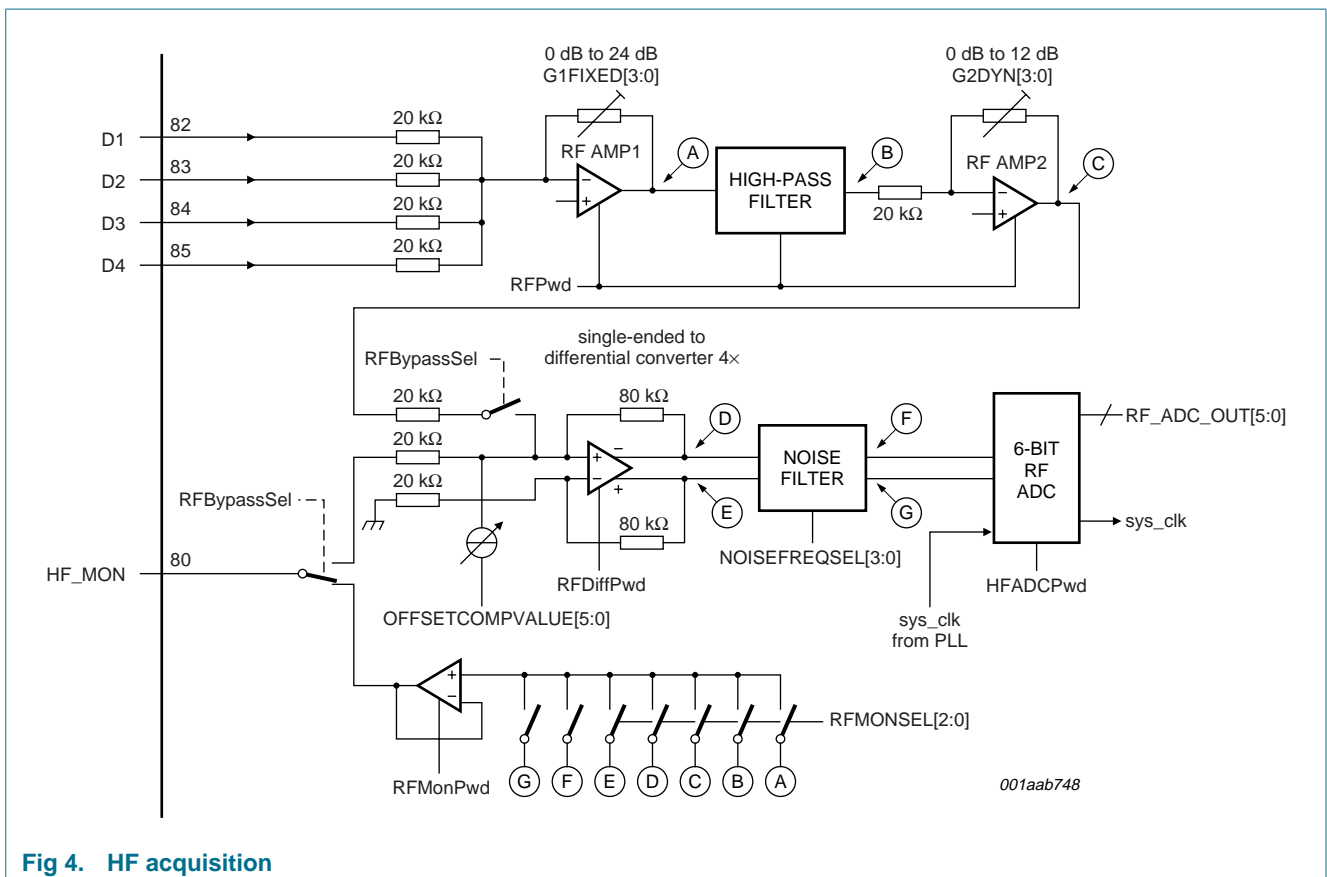 0 dB to 24 dB
G1FIXED[3:0]
0 dB to 12 dB
G2DYN[3:0]
D1
82
20 kΩ
D2
83
20 kΩ
D3
84
20 kΩ
D4
85
20 kΩ
RF AMP1
−
+
A
HIGH-PASS
FILTER
B
20 kΩ
RF AMP2
−
+
C
RFPwd
single-ended to
differential converter 4×
RFBypassSel
20 kΩ
20 kΩ
20 kΩ
RFBypassSel
80 kΩ
+
−
−
+
80 kΩ
D
E
NOISE
FILTER
F
G
6-BIT
RF
ADC
RF_ADC_OUT[5:0]
sys_clk
NOISEFREQSEL[3:0]
RFDiffPwd
HFADCPwd
HF_MON
80
OFFSETCOMPVALUE[5:0]
sys_clk
from PLL
+
−
RFMONSEL[2:0]
RFMonPwd
G
F
E
D
C
B
A
001aab748
Fig 4. HF acquisition